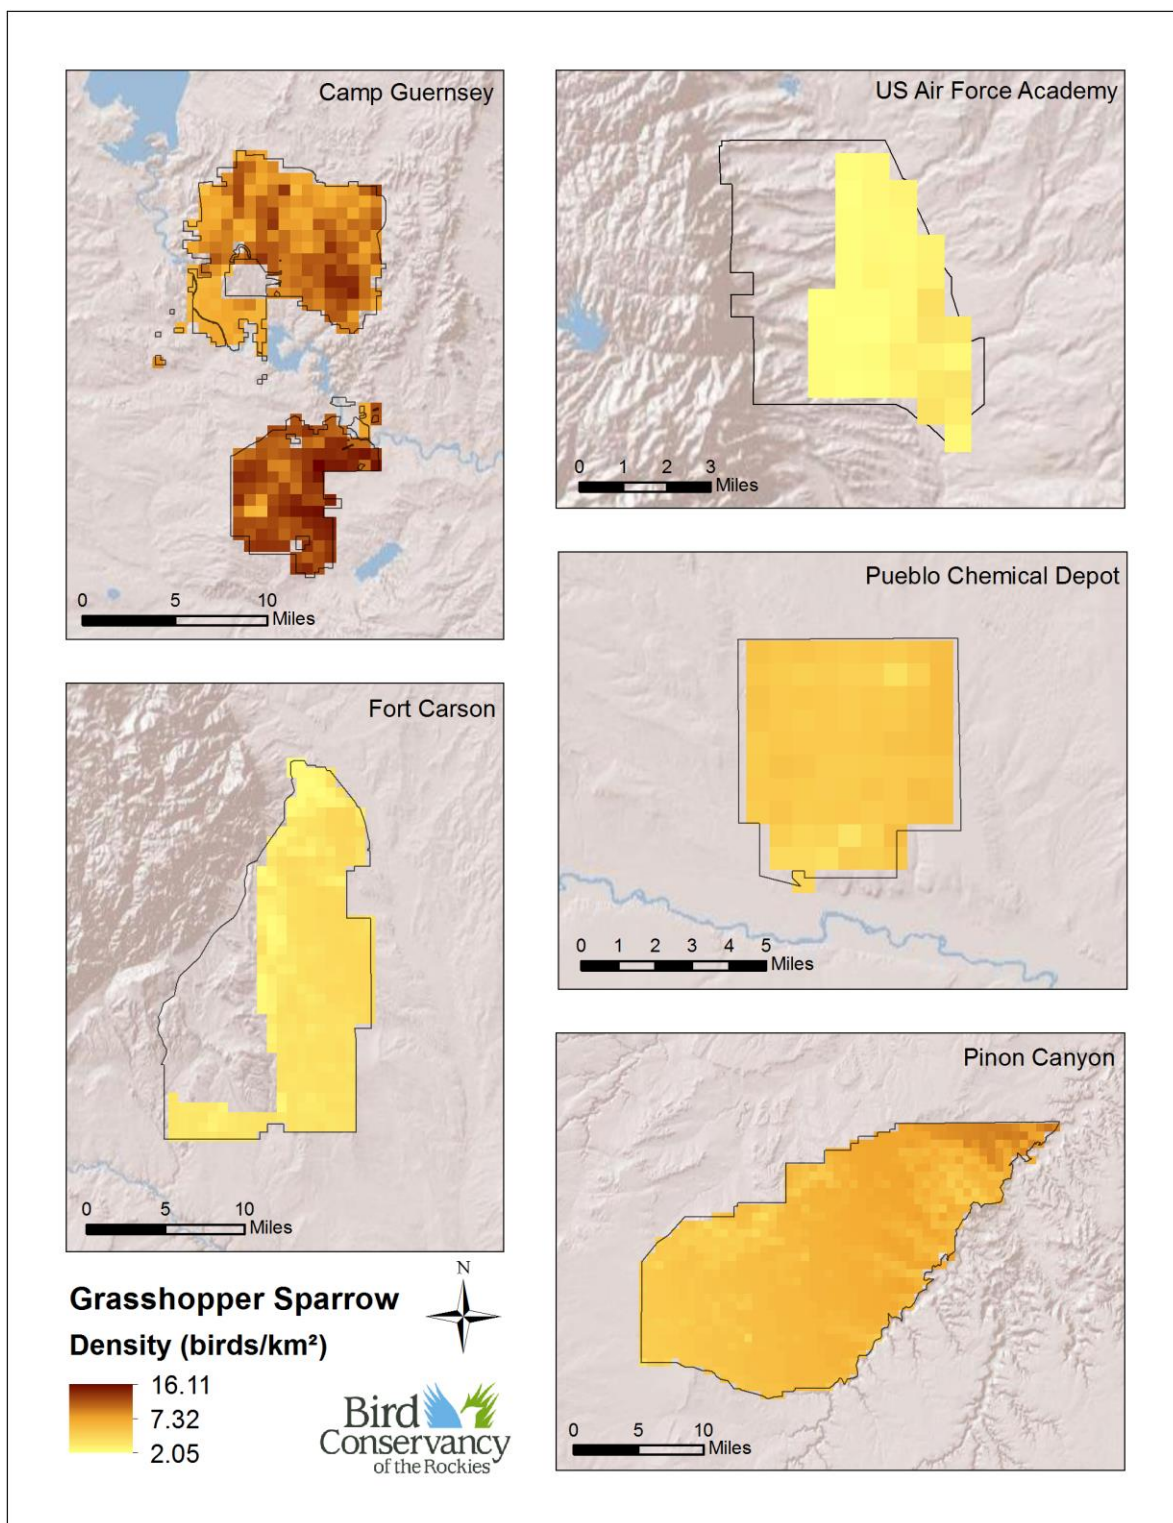 Camp Guernsey
0 5 10
Miles
US Air Force Academy
0 1 2 3
Miles
Pueblo Chemical Depot
0 1 2 3 4 5
Miles
Fort Carson
0 5 10
Miles
Pinon Canyon
0 5 10
Miles
N
Grasshopper Sparrow
Density (birds/km²)
16.11
7.32
2.05
Bird
Conservancy
of the Rockies